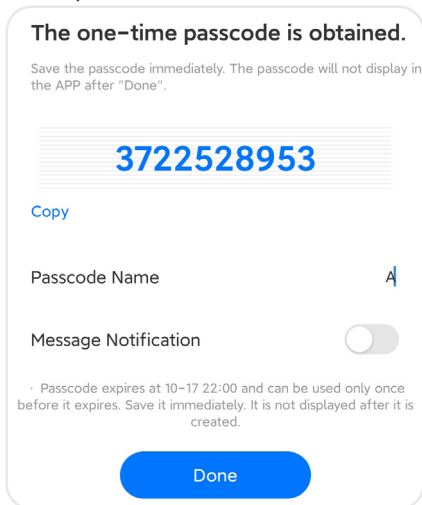 The one-time passcode is obtained.
Save the passcode immediately. The passcode will not display in
the APP after "Done".
3722528953
Copy
Passcode Name A
Message Notification
· Passcode expires at 10-17 22:00 and can be used only once
before it expires. Save it immediately. It is not displayed after it is
created.
Done